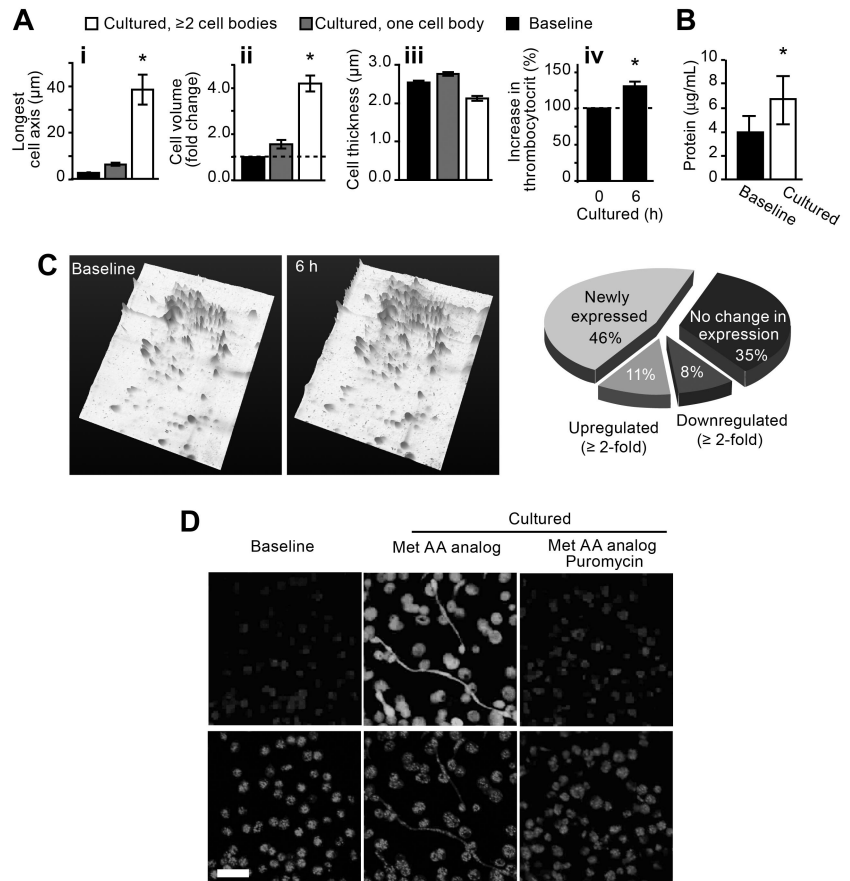 A
Cultured, ≥2 cell bodies
Cultured, one cell body
Baseline
i
Longest
cell axis (µm)
40
20
0
*
ii
Cell volume
(fold change)
4.0
2.0
0.0
*
iii
Cell thickness (µm)
3.0
2.0
1.0
0.0
iv
Increase in
thrombocytocrit (%)
150
100
50
0
*
0 6
Cultured (h)
B
Protein (µg/mL)
10
8
6
4
2
0
*
Baseline
Cultured
C
Baseline
6 h
Newly
expressed
46%
No change in
expression
35%
11%
8%
Upregulated
(≥ 2-fold)
Downregulated
(≥ 2-fold)
D
Cultured
Baseline
Met AA analog
Met AA analog
Puromycin